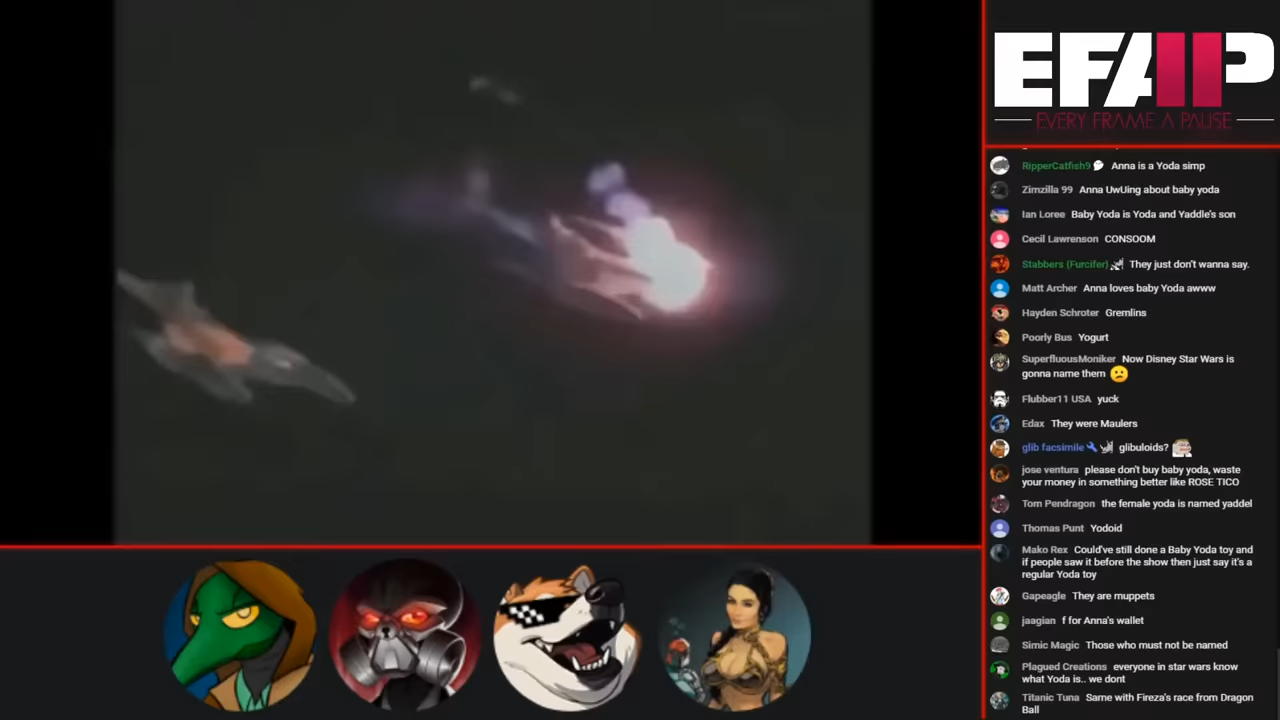 EFAP
EVERY FRAME A PAUSE
RipperCatfish9 Anna is a Yoda simp
Zimzilla 99 Anna UwUing about baby yoda
Ian Loree Baby Yoda is Yoda and Yaddle's son
Cecil Lawrenson CONSOOM
Stabbers (Furcifer) They just don't wanna say.
Matt Archer Anna loves baby Yoda awww
Hayden Schroter Gremlins
Poorly Bus Yogurt
SuperfluousMoniker Now Disney Star Wars is
gonna name them
Flubber11 USA yuck
Edax They were Maulers
glib facsimile glibuloids?
jose ventura please don't buy baby yoda, waste
your money in something better like ROSE TICO
Tom Pendragon the female yoda is named yaddel
Thomas Punt Yodoid
Mako Rex Could've still done a Baby Yoda toy and
if people saw it before the show then just say it's a
regular Yoda toy
Gapeagle They are muppets
jaagian f for Anna's wallet
Simic Magic Those who must not be named
Plagued Creations everyone in star wars know
what Yoda is.. we dont
Titanic Tuna Same with Fireza's race from Dragon
Ball